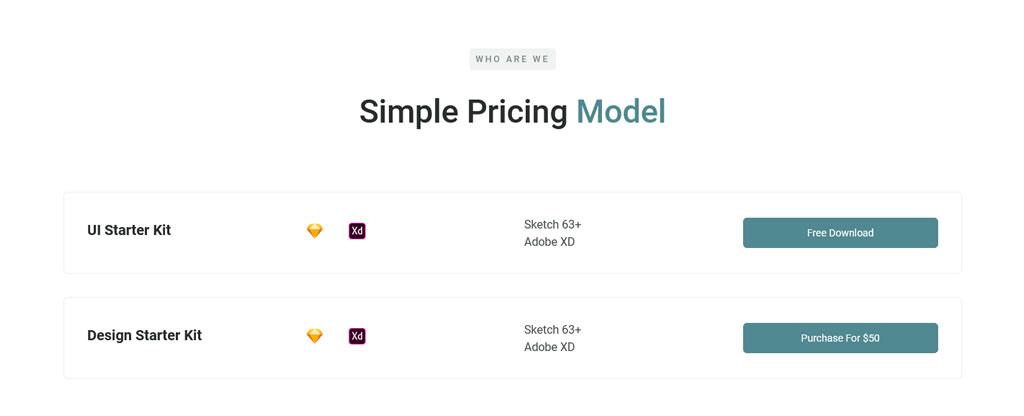 WHO ARE WE
Simple Pricing Model
UI Starter Kit
Xd
Sketch 63+
Adobe XD
Free Download
Design Starter Kit
Xd
Sketch 63+
Adobe XD
Purchase For $50